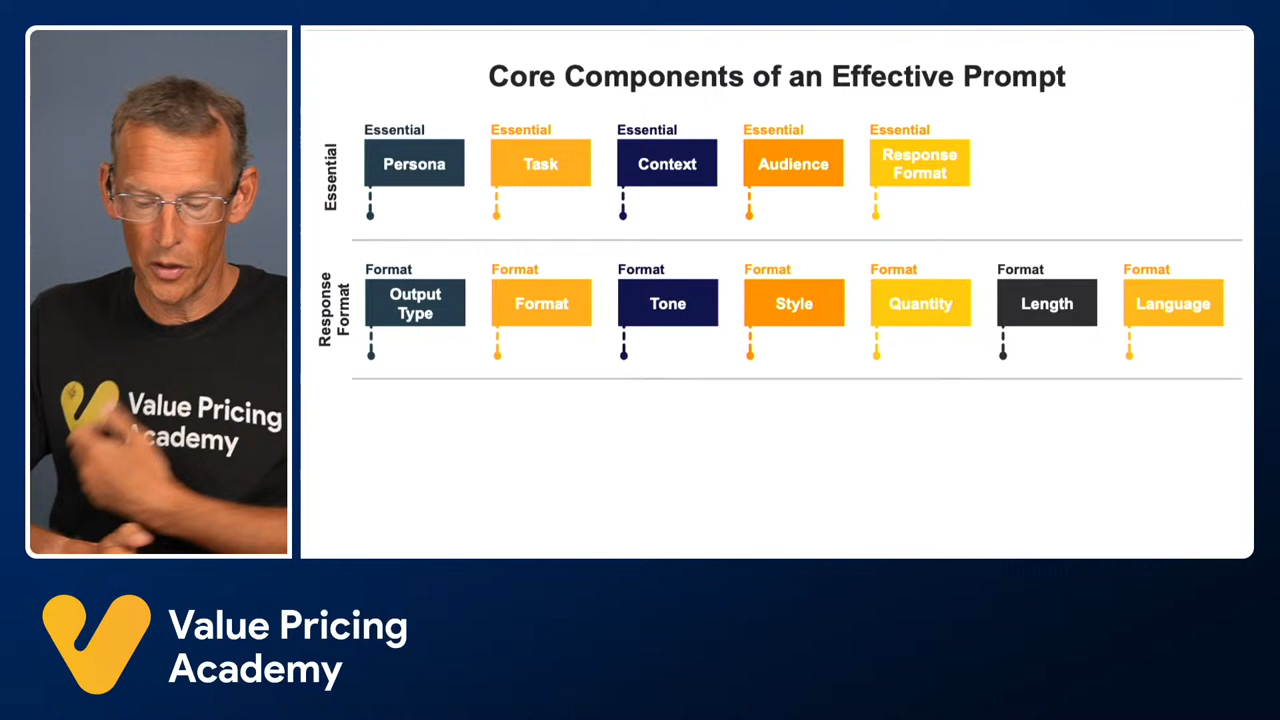 Core Components of an Effective Prompt
Essential
Essential
Essential
Essential
Essential
Essential
Persona
Task
Context
Audience
Response
Format
Response
Format
Format
Format
Format
Format
Format
Format
Format
Output
Type
Format
Tone
Style
Quantity
Length
Language
Value Pricing
Academy
Value Pricing
Academy